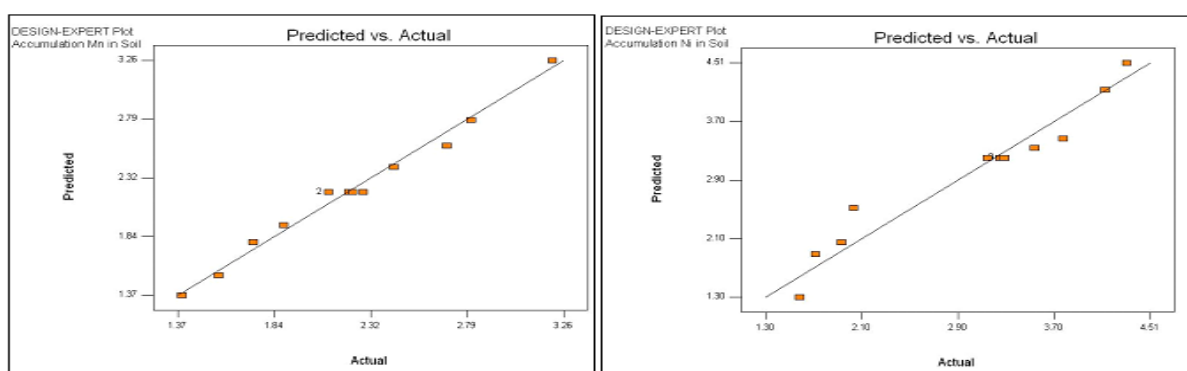 DESIGN-EXPERT Plot
Accumulation Mn in Soil
Predicted vs. Actual
3.26
2.79
2.32
1.84
1.37
Predicted
2
1.37 1.84 2.32 2.79 3.26
Actual
DESIGN-EXPERT Plot
Accumulation Ni in Soil
Predicted vs. Actual
4.51
3.70
2.90
2.10
1.30
Predicted
1.30 2.10 2.90 3.70 4.51
Actual